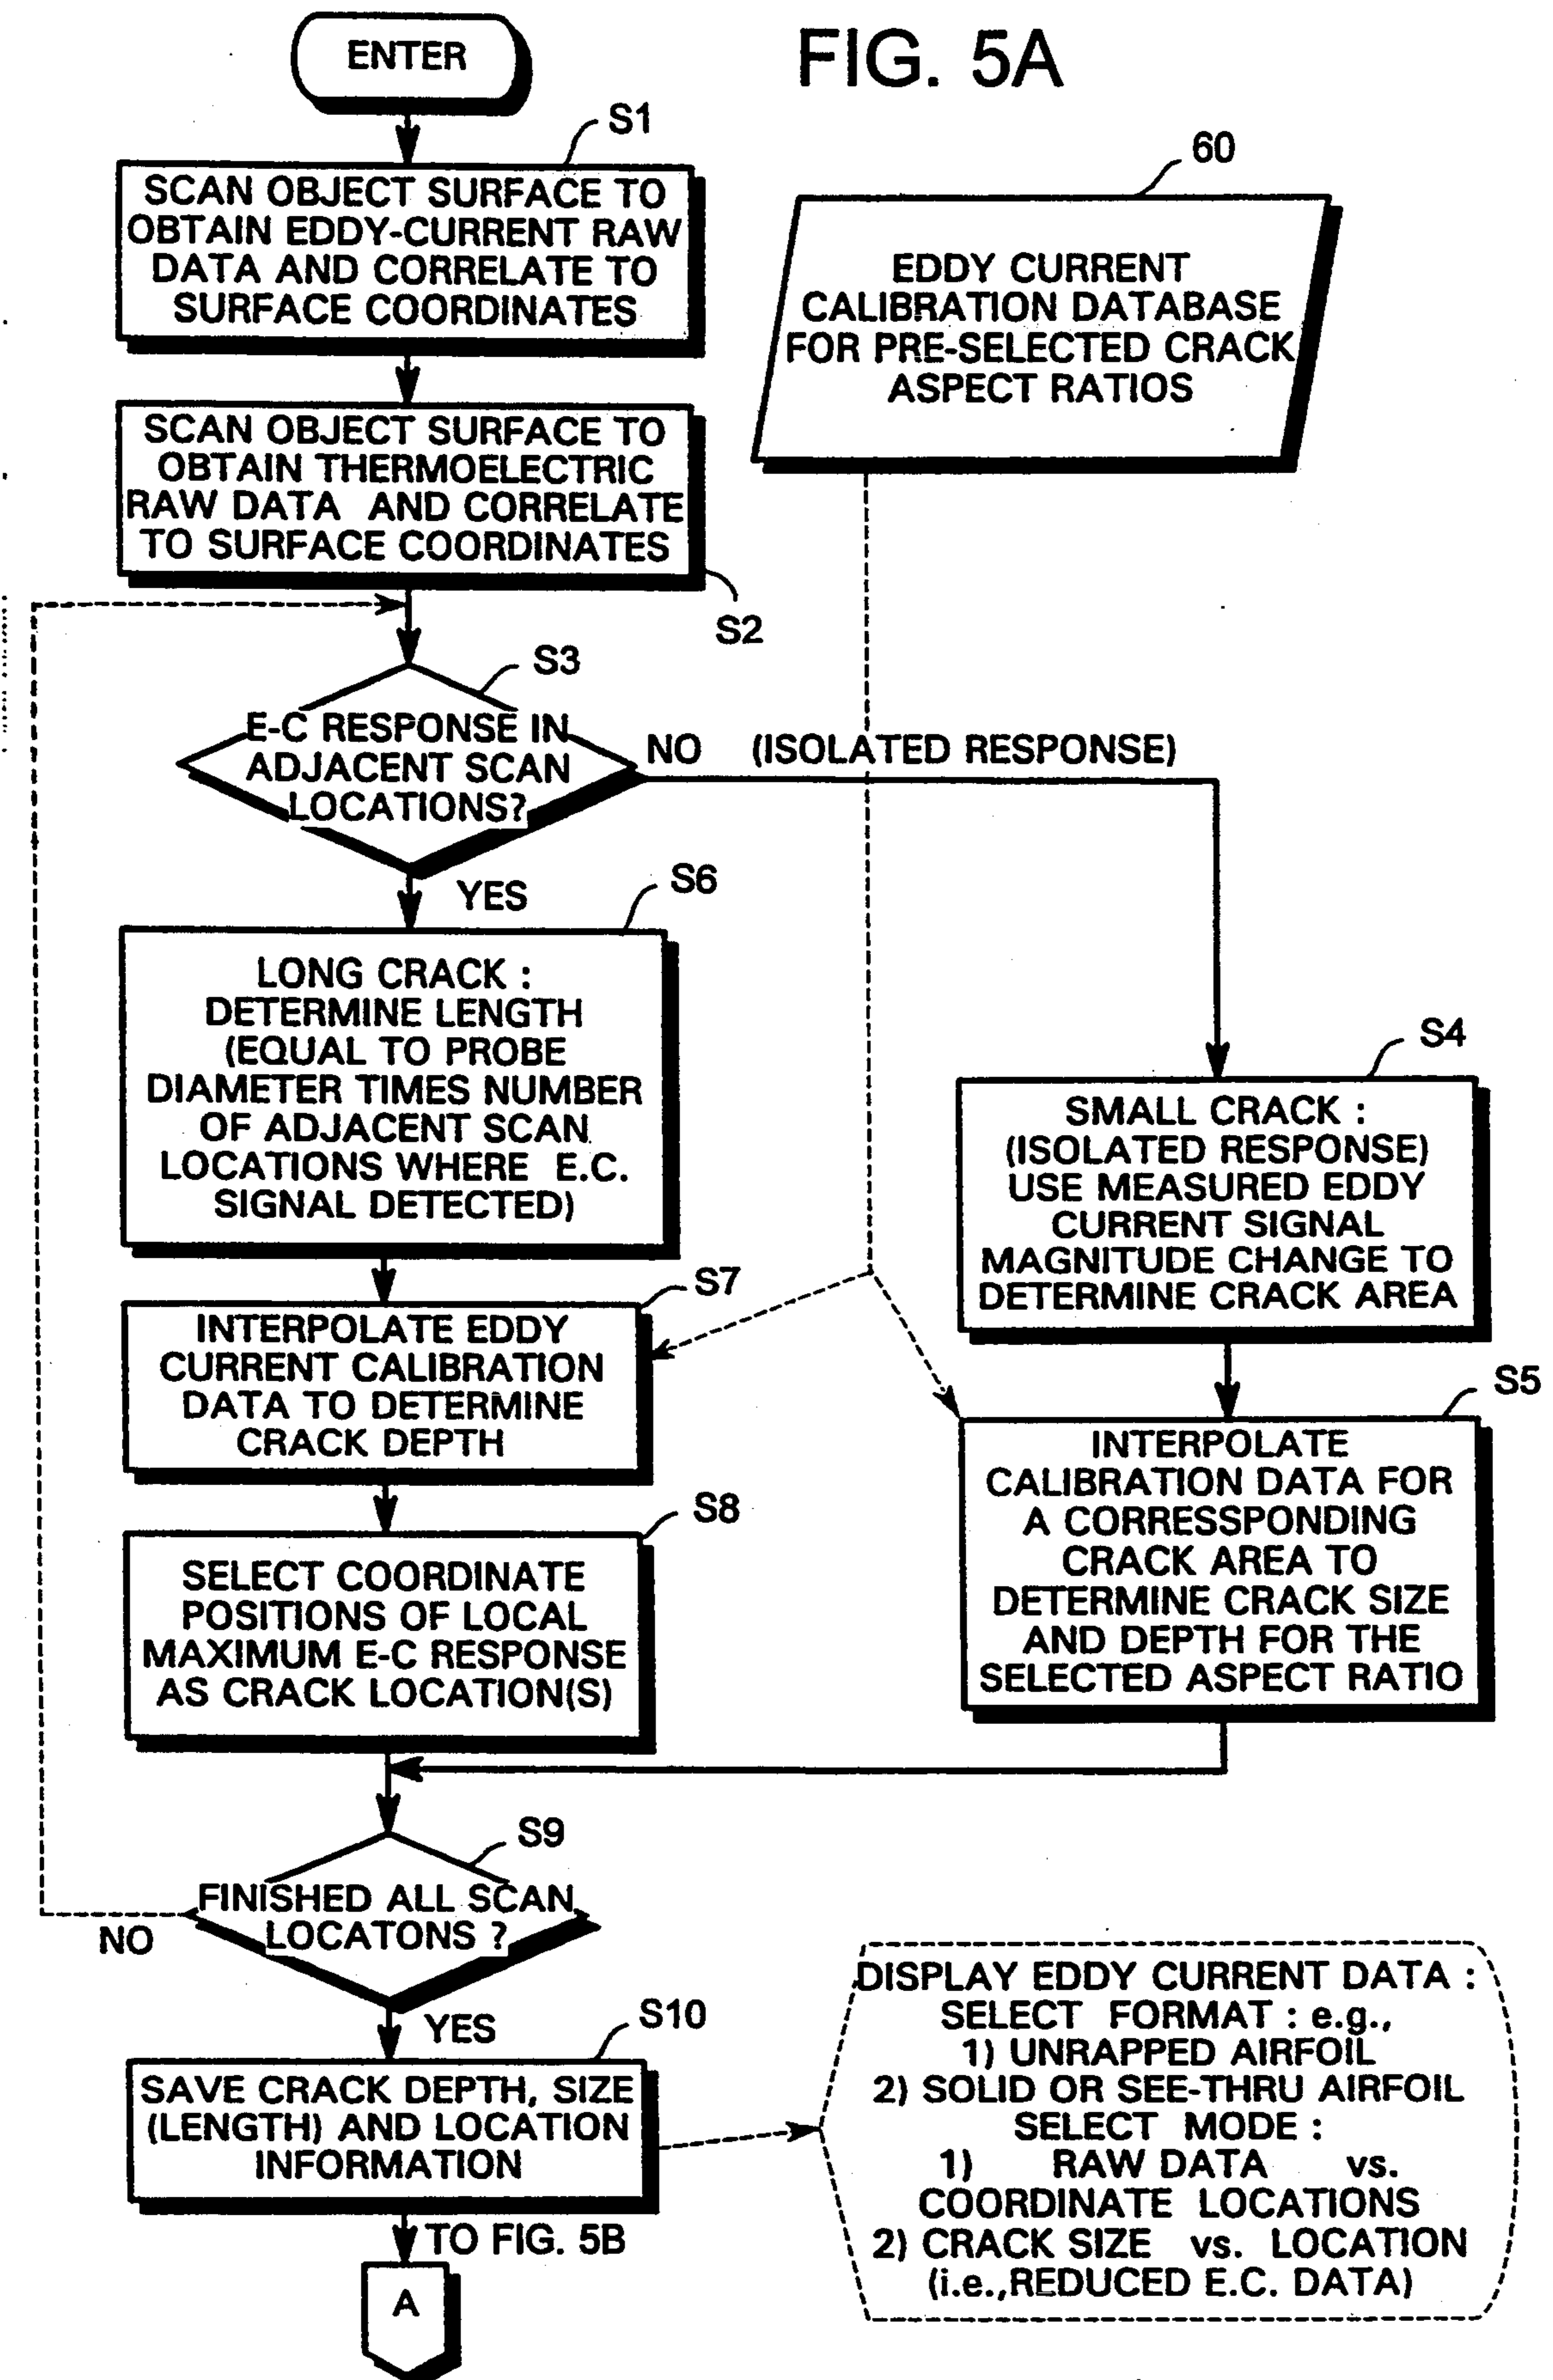 FIG. 5A
ENTER
S1
SCAN OBJECT SURFACE TO
OBTAIN EDDY-CURRENT RAW
DATA AND CORRELATE TO
SURFACE COORDINATES
60
EDDY CURRENT
CALIBRATION DATABASE
FOR PRE-SELECTED CRACK
ASPECT RATIOS
SCAN OBJECT SURFACE TO
OBTAIN THERMOELECTRIC
RAW DATA AND CORRELATE
TO SURFACE COORDINATES
S2
S3
E-C RESPONSE IN
ADJACENT SCAN
LOCATIONS?
NO (ISOLATED RESPONSE)
YES
S6
LONG CRACK :
DETERMINE LENGTH
(EQUAL TO PROBE
DIAMETER TIMES NUMBER
OF ADJACENT SCAN
LOCATIONS WHERE E.C.
SIGNAL DETECTED)
S4
SMALL CRACK :
(ISOLATED RESPONSE)
USE MEASURED EDDY
CURRENT SIGNAL
MAGNITUDE CHANGE TO
DETERMINE CRACK AREA
S7
INTERPOLATE EDDY
CURRENT CALIBRATION
DATA TO DETERMINE
CRACK DEPTH
S5
INTERPOLATE
CALIBRATION DATA FOR
A CORRESSPONDING
CRACK AREA TO
DETERMINE CRACK SIZE
AND DEPTH FOR THE
SELECTED ASPECT RATIO
S8
SELECT COORDINATE
POSITIONS OF LOCAL
MAXIMUM E-C RESPONSE
AS CRACK LOCATION(S)
S9
FINISHED ALL SCAN
LOCATONS ?
NO
YES
S10
SAVE CRACK DEPTH, SIZE
(LENGTH) AND LOCATION
INFORMATION
DISPLAY EDDY CURRENT DATA :
SELECT FORMAT : e.g.,
1) UNRAPPED AIRFOIL
2) SOLID OR SEE-THRU AIRFOIL
SELECT MODE :
1) RAW DATA vs.
COORDINATE LOCATIONS
2) CRACK SIZE vs. LOCATION
(i.e.,REDUCED E.C. DATA)
TO FIG. 5B
A